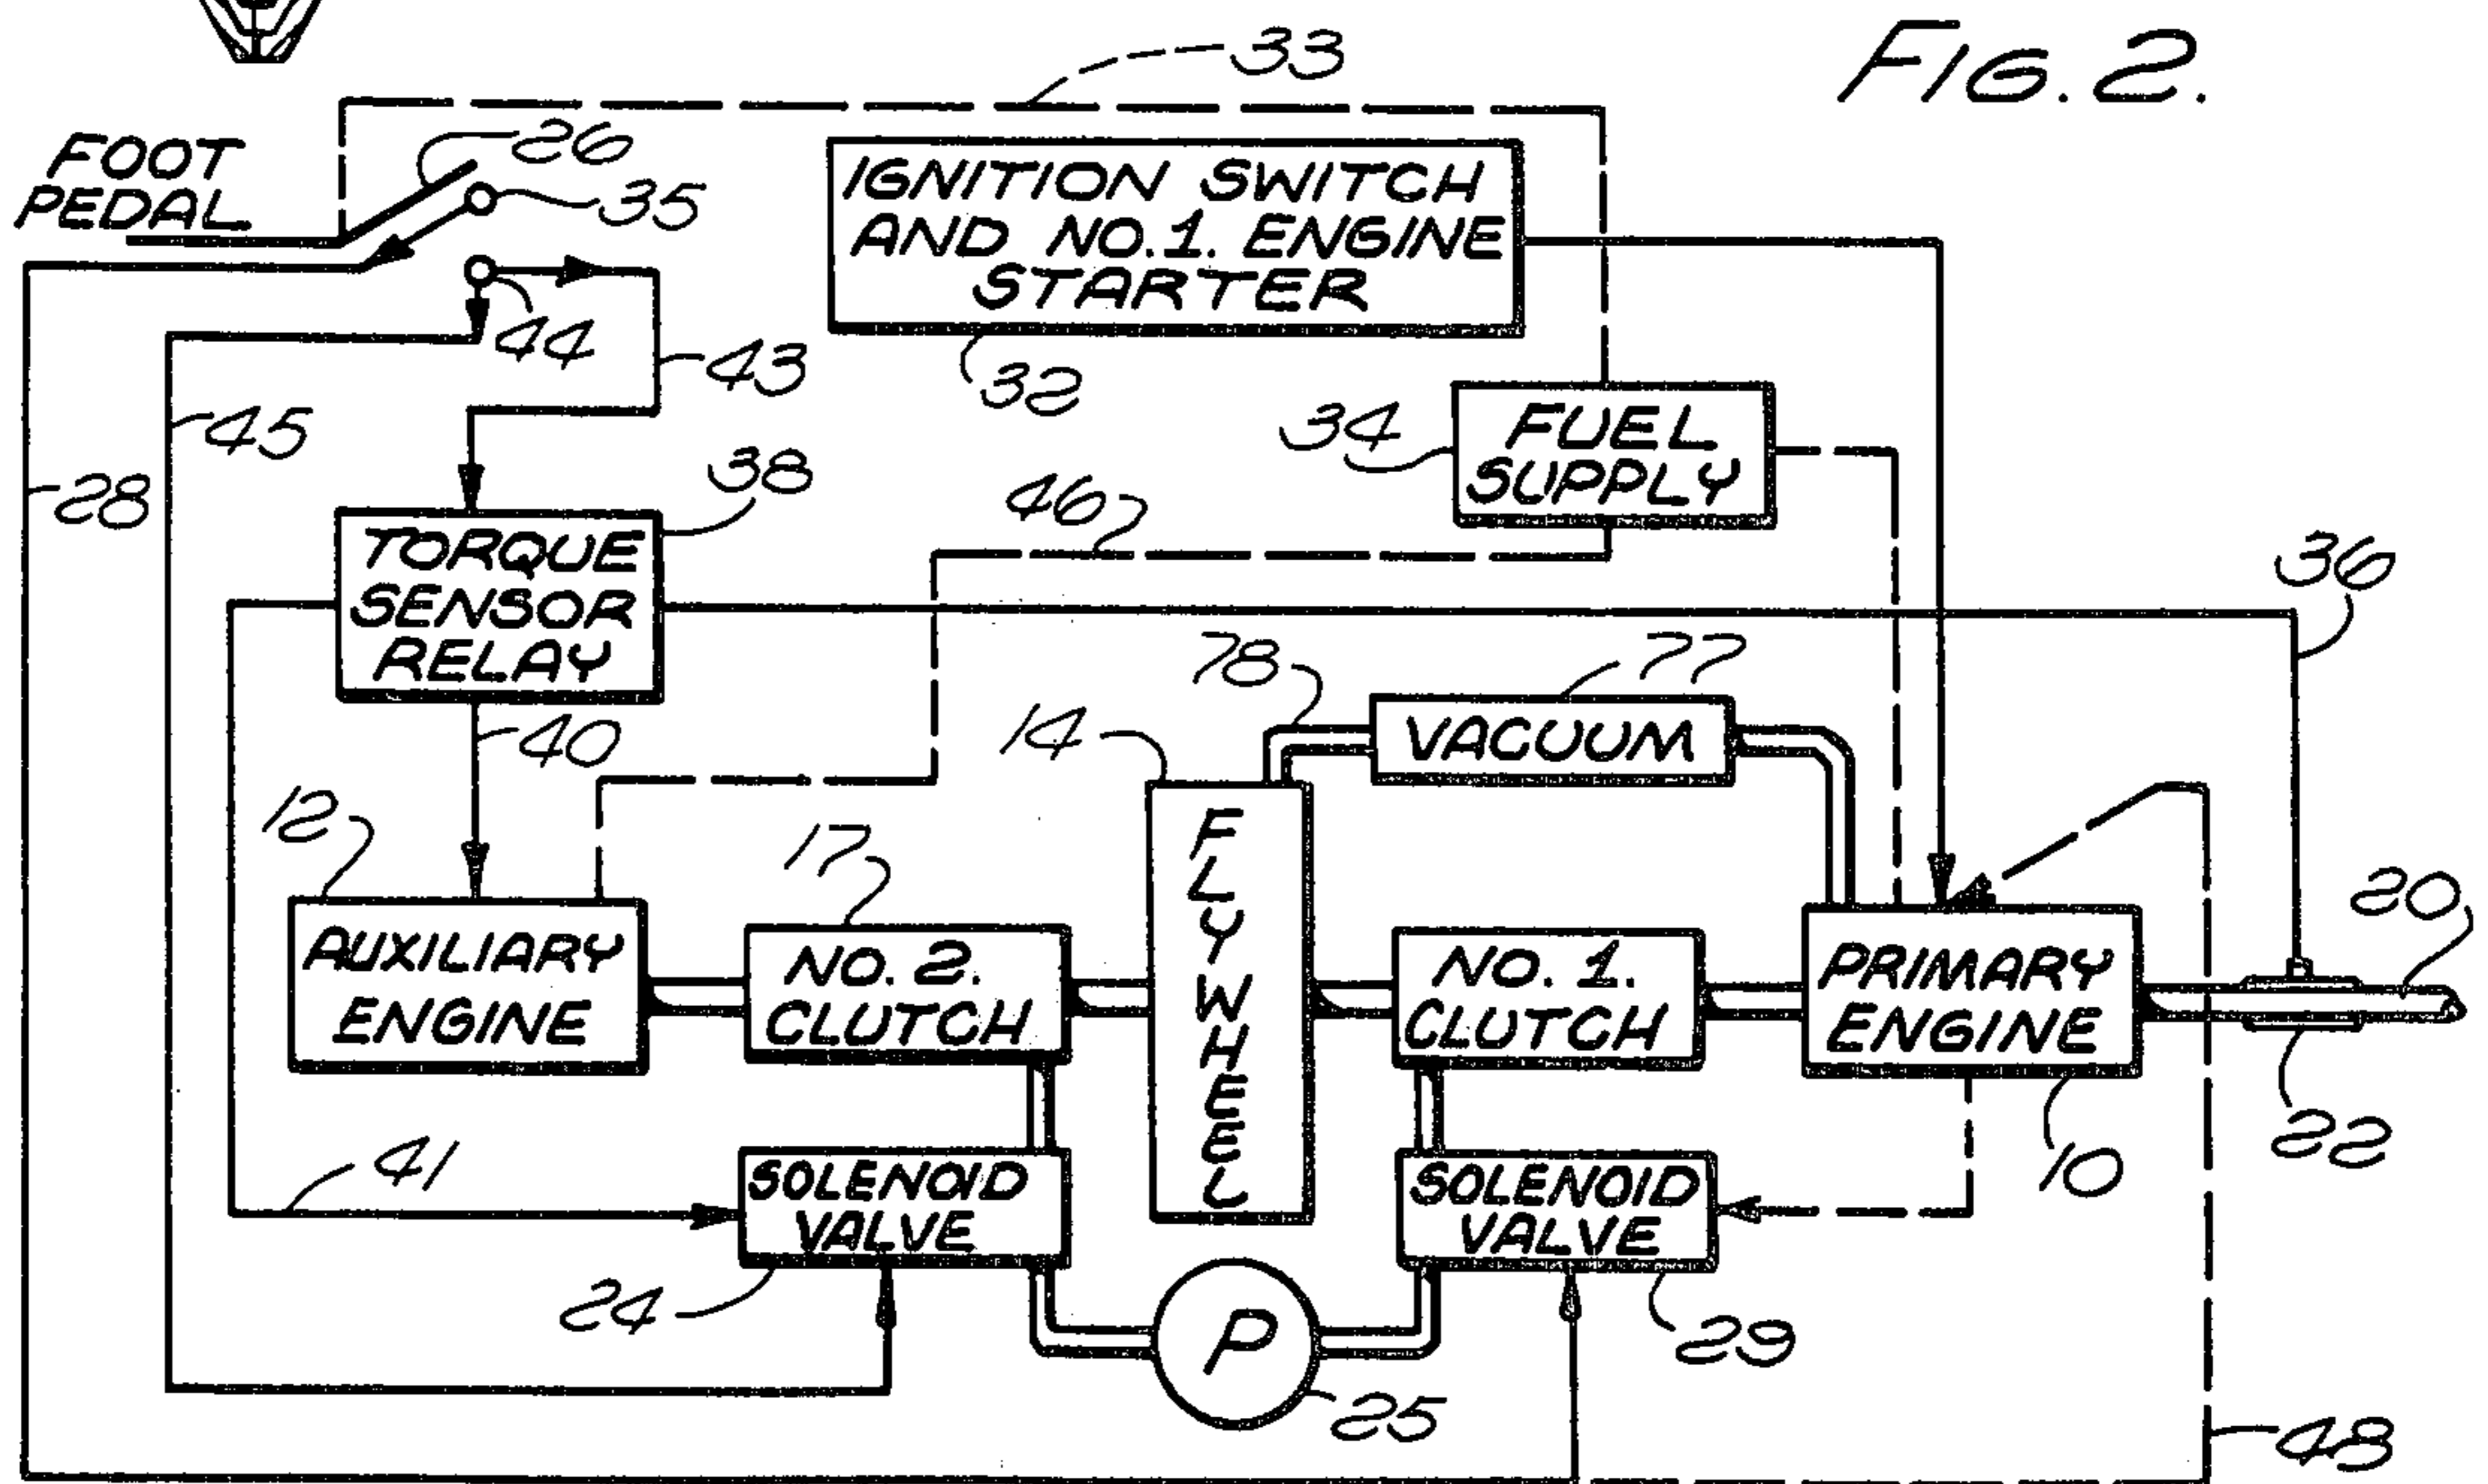 FIG. 2.
33
FOOT
PEDAL
26
35
IGNITION SWITCH
AND NO.1. ENGINE
STARTER
44
43
32
45
34
FUEL
SUPPLY
28
38
46
36
TORQUE
SENSOR
RELAY
78
77
40
14
VACUUM
12
17
FLYWHEEL
20
AUXILIARY
ENGINE
NO. 2.
CLUTCH
NO. 1.
CLUTCH
PRIMARY
ENGINE
41
22
10
SOLENOID
VALVE
SOLENOID
VALVE
24
P
29
25
48